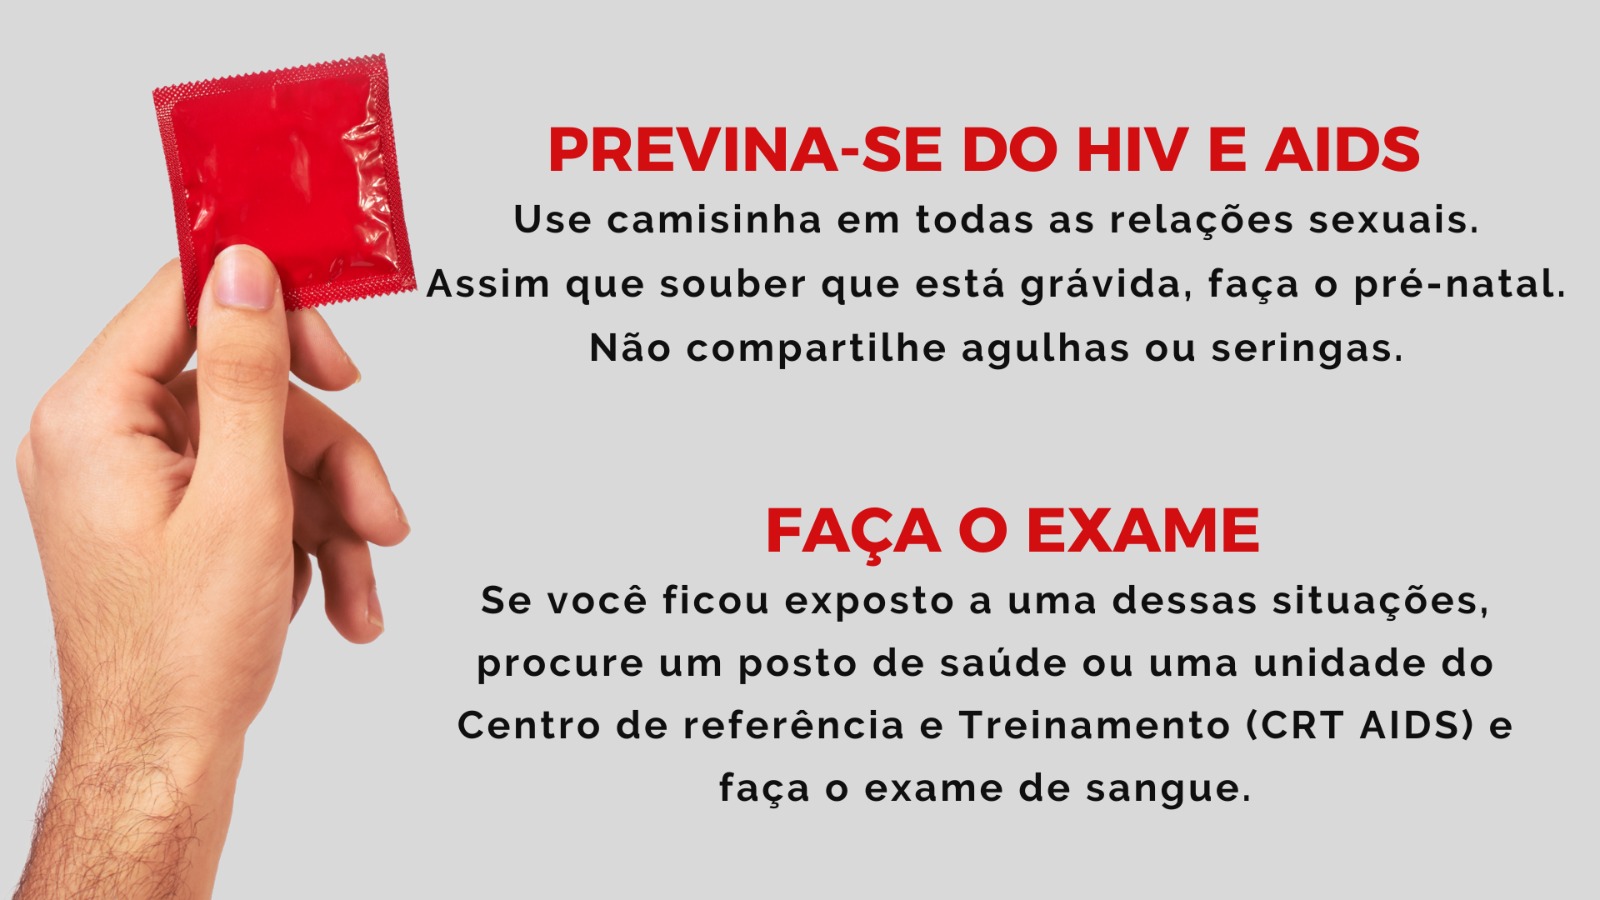 PREVINA-SE DO HIV E AIDS
Use camisinha em todas as relações sexuais.
Assim que souber que está grávida, faça o pré-natal.
Não compartilhe agulhas ou seringas.
FAÇA O EXAME
Se você ficou exposto a uma dessas situações,
procure um posto de saúde ou uma unidade do
Centro de referência e Treinamento (CRT AIDS) e
faça o exame de sangue.